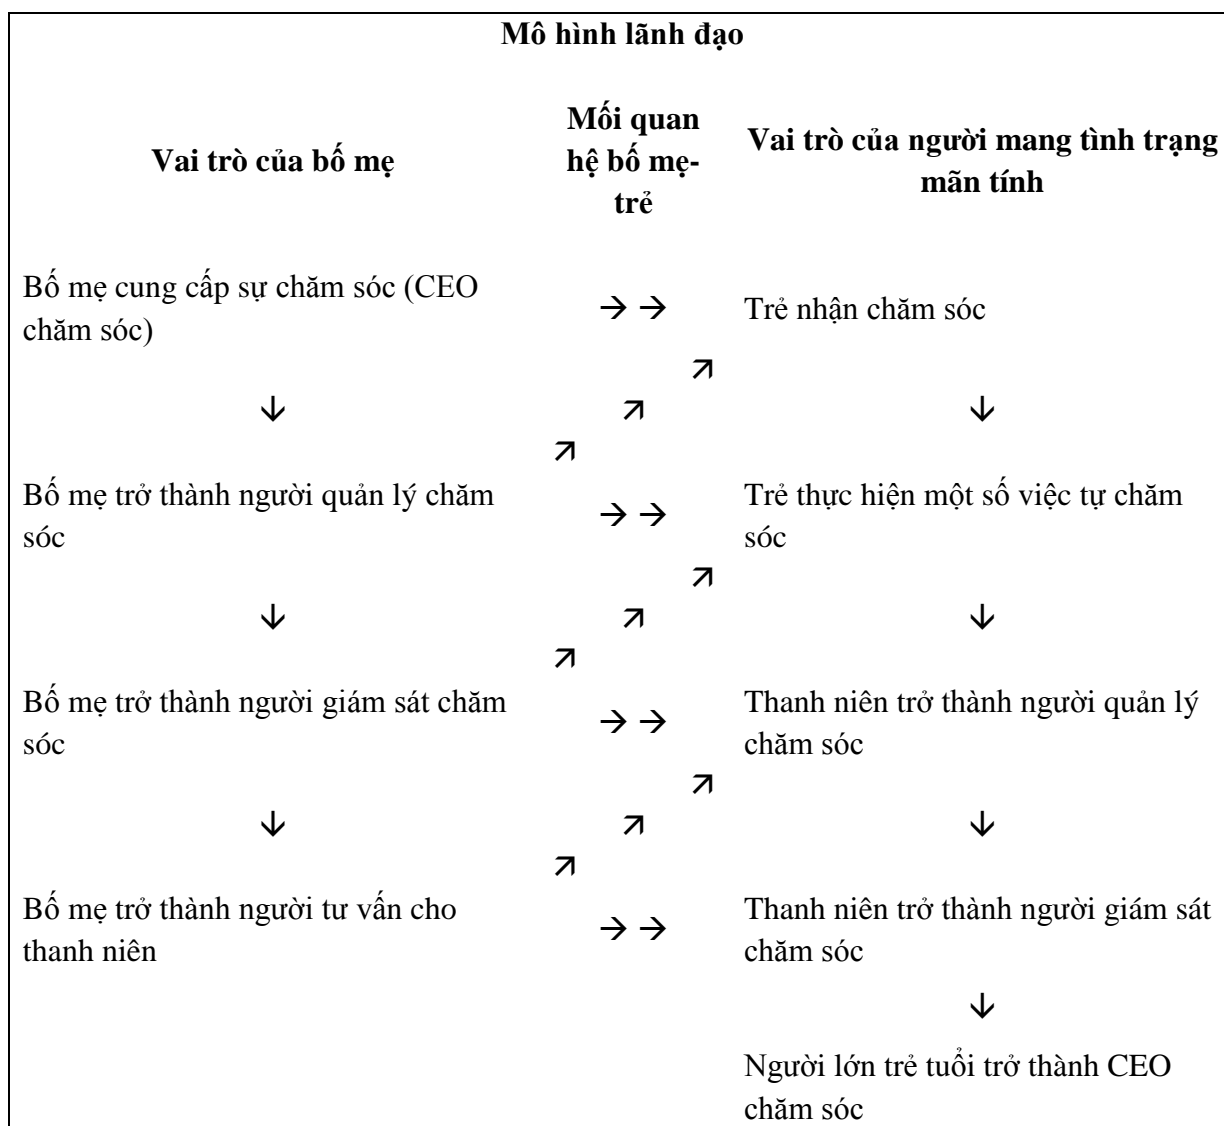 Mô hình lãnh đạo
Vai trò của bố mẹ
Mối quan
hệ bố mẹ-
trẻ
Vai trò của người mang tình trạng
mãn tính
Bố mẹ cung cấp sự chăm sóc (CEO
chăm sóc)
→ →
Trẻ nhận chăm sóc
↗
↓ ↗ ↓
↗
Bố mẹ trở thành người quản lý chăm
sóc
→ →
Trẻ thực hiện một số việc tự chăm
sóc
↗
↓ ↗ ↓
↗
Bố mẹ trở thành người giám sát chăm
sóc
→ →
Thanh niên trở thành người quản lý
chăm sóc
↗
↓ ↗ ↓
↗
Bố mẹ trở thành người tư vấn cho
thanh niên
→ →
Thanh niên trở thành người giám sát
chăm sóc
↓
Người lớn trẻ tuổi trở thành CEO
chăm sóc